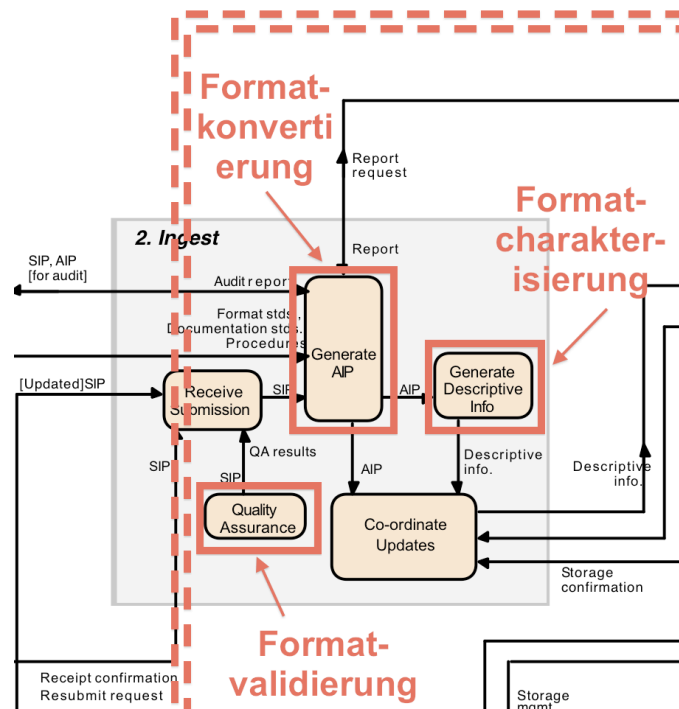 Format-
konverti
erung
Report
request
Format-
charakter-
isierung
2. Ingest
SIP, AIP
[for audit]
Report
Audit report
Format stds.,
Documentation stds.
Procedures
Generate
AIP
Generate
Descriptive
Info
[Updated]SIP
Receive
Submission
SIP
AIP
QA results
SIP
SIP
AIP
Descriptive
info.
Descriptive
info.
Quality
Assurance
Co-ordinate
Updates
Storage
confirmation
Format-
validierung
Receipt confirmation
Resubmit request
Storage
mgmt